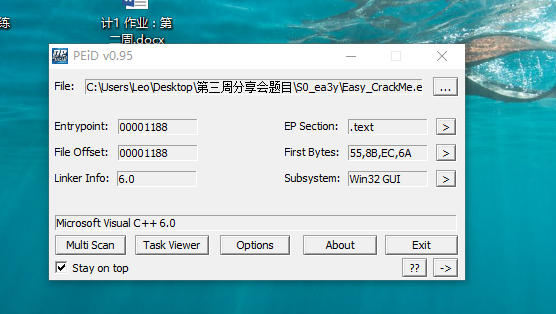 练
计1 作业：第
二周.docx
PEiD v0.95
File: C:\Users\Leo\Desktop\第三周分享会题目\S0_ea3y\Easy_CrackMe.e ...
Entrypoint: 00001188 EP Section: .text >
File Offset: 00001188 First Bytes: 55,8B,EC,6A >
Linker Info: 6.0 Subsystem: Win32 GUI >
Microsoft Visual C++ 6.0
Multi Scan Task Viewer Options About Exit
Stay on top ?? ->